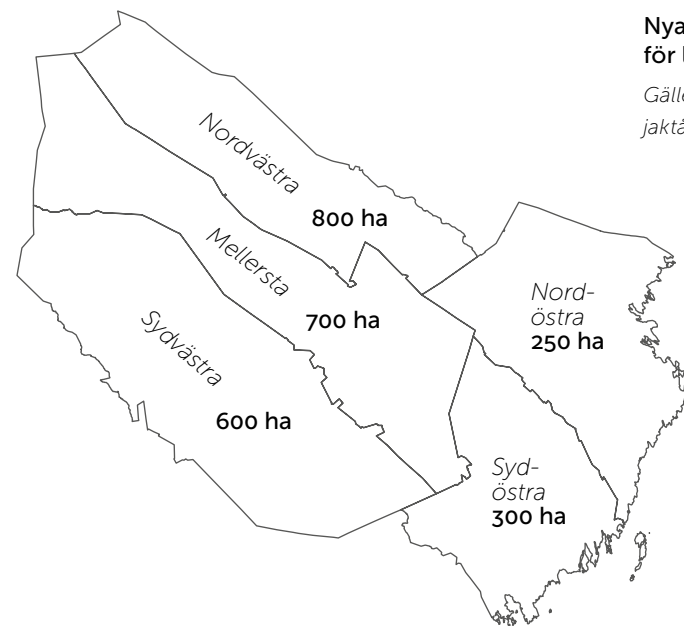 Nya
för
Gälle
jaktå
Nordvästra
800 ha
Mellersta
700 ha
Sydvästra
600 ha
Nord-
östra
250 ha
Syd-
östra
300 ha